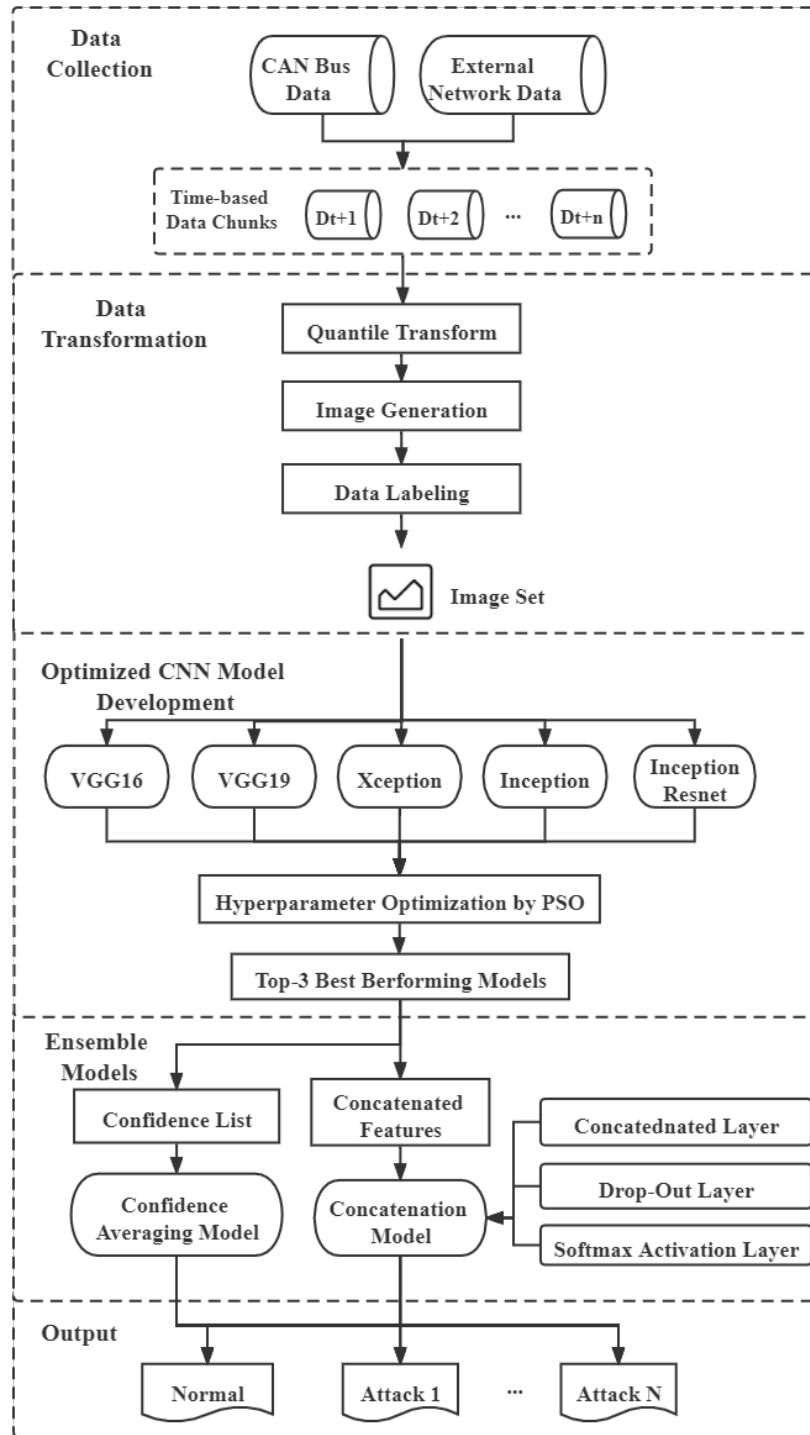 Data
Collection
CAN Bus
Data
External
Network Data
Time-based
Data Chunks
Dt+1
Dt+2
...
Dt+n
Data
Transformation
Quantile Transform
Image Generation
Data Labeling
Image Set
Optimized CNN Model
Development
VGG16
VGG19
Xception
Inception
Inception
Resnet
Hyperparameter Optimization by PSO
Top-3 Best Berforming Models
Ensemble
Models
Confidence List
Concatenated
Features
Concatednated Layer
Drop-Out Layer
Softmax Activation Layer
Confidence
Averaging Model
Concatenation
Model
Output
Normal
Attack 1
...
Attack N